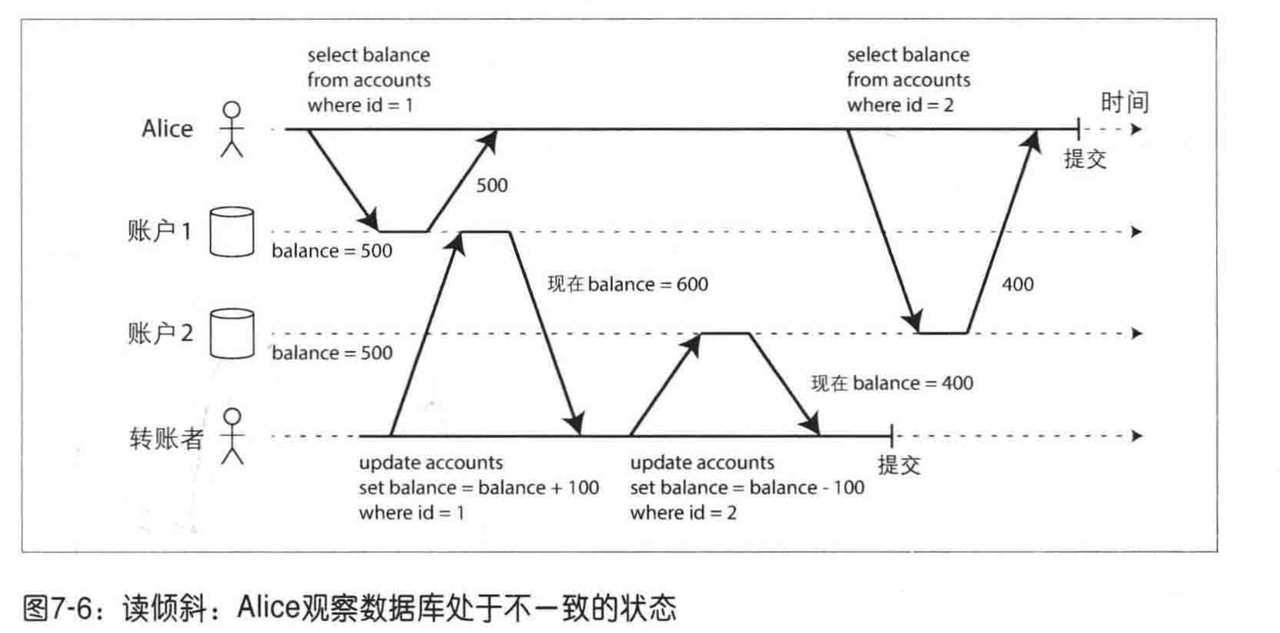 select balance
from accounts
where id = 1
select balance
from accounts
where id = 2
时间
Alice
提交
500
账户1
balance = 500
现在 balance = 600
400
账户2
balance = 500
现在 balance = 400
转账者
提交
update accounts
set balance = balance + 100
where id = 1
update accounts
set balance = balance - 100
where id = 2
图7-6：读倾斜：Alice观察数据库处于不一致的状态